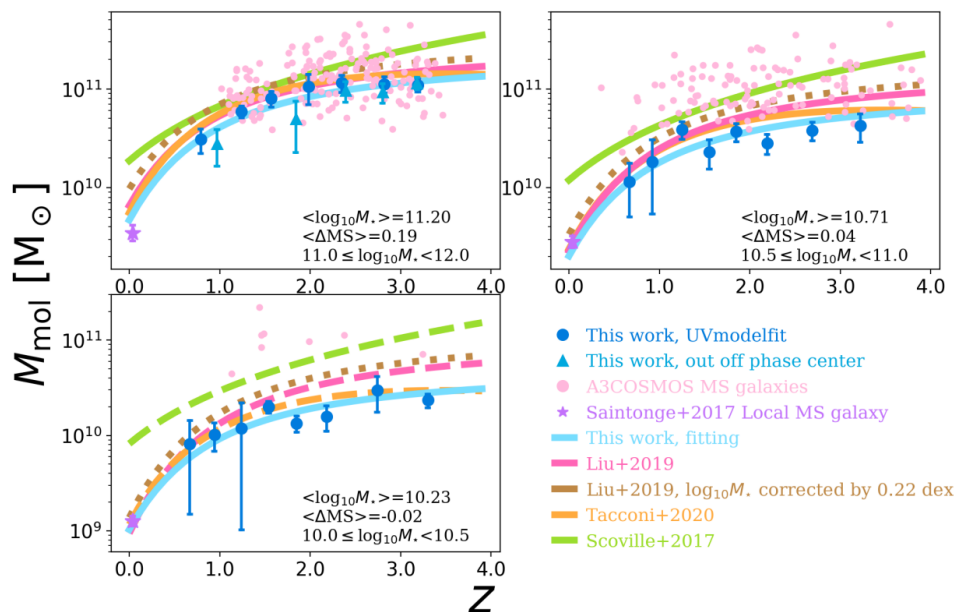 M_mol [M_⊙]
10^11
10^10
0.0 1.0 2.0 3.0 4.0
<log₁₀M⋆>=11.20
<ΔMS>=0.19
11.0≤log₁₀M⋆<12.0
10^11
10^10
0.0 1.0 2.0 3.0 4.0
<log₁₀M⋆>=10.71
<ΔMS>=0.04
10.5≤log₁₀M⋆<11.0
10^11
10^10
10^9
0.0 1.0 2.0 3.0 4.0
<log₁₀M⋆>=10.23
<ΔMS>=-0.02
10.0≤log₁₀M⋆<10.5
This work, UVmodelfit
This work, out off phase center
A3COSMOS MS galaxies
Saintonge+2017 Local MS galaxy
This work, fitting
Liu+2019
Liu+2019, log₁₀M⋆ corrected by 0.22 dex
Tacconi+2020
Scoville+2017
z